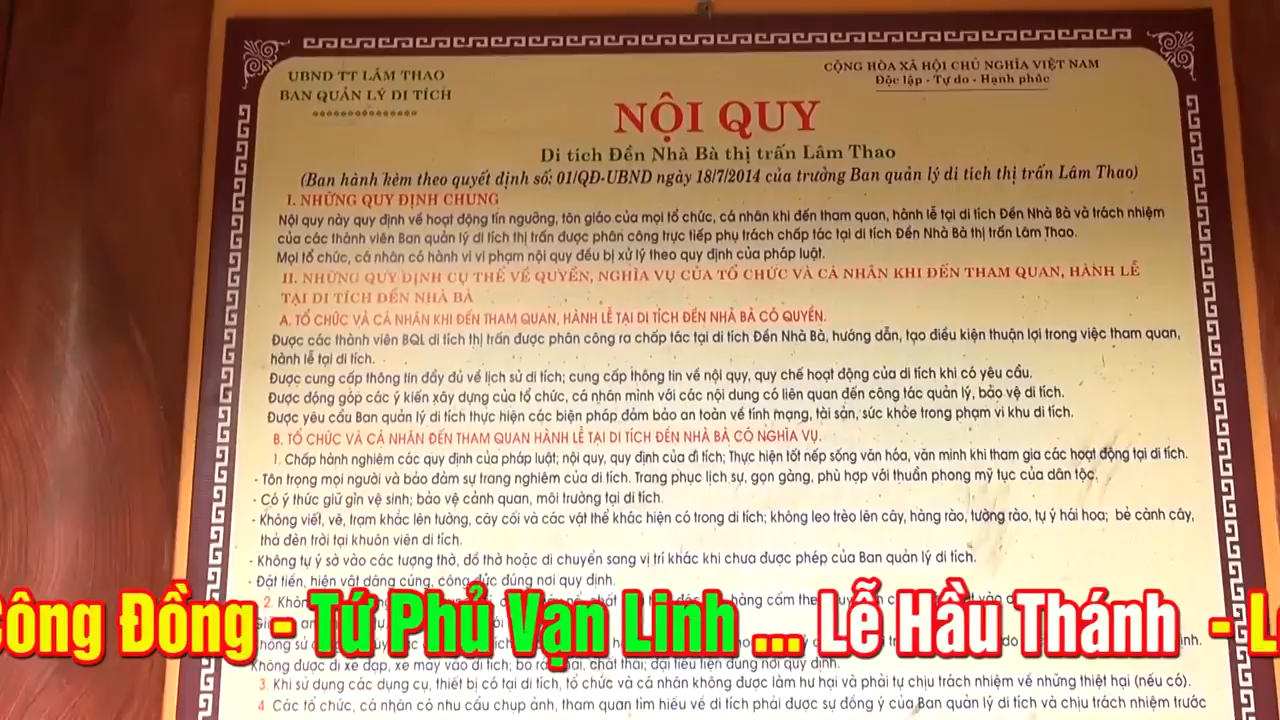 UBND TT LÂM THAO
BAN QUẢN LÝ DI TÍCH
CỘNG HÒA XÃ HỘI CHỦ NGHĨA VIỆT NAM
Độc lập - Tự do - Hạnh phúc
NỘI QUY
Di tích Đền Nhà Bà thị trấn Lâm Thao
(Ban hành kèm theo quyết định số: 01/QĐ-UBND ngày 18/7/2014 của trưởng Ban quản lý di tích thị trấn Lâm Thao)
I. NHỮNG QUY ĐỊNH CHUNG
Nội quy này quy định về hoạt động tín ngưỡng, tôn giáo của mọi tổ chức, cá nhân khi đến tham quan, hành lễ tại di tích Đền Nhà Bà và trách nhiệm
của các thành viên Ban quản lý di tích thị trấn được phân công trực tiếp phụ trách chấp tác tại di tích Đền Nhà Bà thị trấn Lâm Thao.
Mọi tổ chức, cá nhân có hành vi vi phạm nội quy đều bị xử lý theo quy định của pháp luật.
II. NHỮNG QUY ĐỊNH CỤ THỂ VỀ QUYỀN, NGHĨA VỤ CỦA TỔ CHỨC VÀ CÁ NHÂN KHI ĐẾN THAM QUAN, HÀNH LỄ
TẠI DI TÍCH ĐỀN NHÀ BÀ
A. TỔ CHỨC VÀ CÁ NHÂN KHI ĐẾN THAM QUAN, HÀNH LỄ TẠI DI TÍCH ĐỀN NHÀ BÀ CÓ QUYỀN.
Được các thành viên BQL di tích thị trấn được phân công ra chấp tác tại di tích Đền Nhà Bà, hướng dẫn, tạo điều kiện thuận lợi trong việc tham quan,
hành lễ tại di tích.
Được cung cấp thông tin đầy đủ về lịch sử di tích; cung cấp thông tin về nội quy, quy chế hoạt động của di tích khi có yêu cầu.
Được động góp các ý kiến xây dựng của tổ chức, cá nhân mình với các nội dung có liên quan đến công tác quản lý, bảo vệ di tích.
Được yêu cầu Ban quản lý di tích thực hiện các biện pháp đảm bảo an toàn về tính mạng, tài sản, sức khỏe trong phạm vi khu di tích.
B. TỔ CHỨC VÀ CÁ NHÂN ĐẾN THAM QUAN HÀNH LỄ TẠI DI TÍCH ĐỀN NHÀ BÀ CÓ NGHĨA VỤ.
1. Chấp hành nghiêm các quy định của pháp luật; nội quy, quy định của di tích; Thực hiện tốt nếp sống văn hóa, văn minh khi tham gia các hoạt động tại di tích.
- Tôn trọng mọi người và bảo đảm sự trang nghiêm của di tích. Trang phục lịch sự, gọn gàng, phù hợp với thuần phong mỹ tục của dân tộc.
- Có ý thức giữ gìn vệ sinh; bảo vệ cảnh quan, môi trường tại di tích.
- Không viết, vẽ, trạm khắc lên tường, cây cối và các vật thể khác hiện có trong di tích; không leo trèo lên cây, hàng rào, tường rào, tự ý hái hoa; bẻ cành cây,
thả đèn trời tại khuôn viên di tích.
- Không tự ý sờ vào các tượng thờ, đồ thờ hoặc di chuyển sang vị trí khác khi chưa được phép của Ban quản lý di tích.
- Đặt tiền, hiện vật dâng cúng, công đức đúng nơi quy định.
2. hàng cấm
Công Đồng - Tứ Phủ Vạn Linh ... Lễ Hầu Thánh - L
Không được đi xe đạp, xe máy vào di tích; bỏ chất thải; đại tiểu tiện đúng nơi quy định.
3. Khi sử dụng các dụng cụ, thiết bị có tại di tích, tổ chức và cá nhân không được làm hư hại và phải tự chịu trách nhiệm về những thiệt hại (nếu có).
4. Các tổ chức, cá nhân có nhu cầu chụp ảnh, tham quan tìm hiểu về di tích phải được sự đồng ý của Ban quản lý di tích và chịu trách nhiệm trước